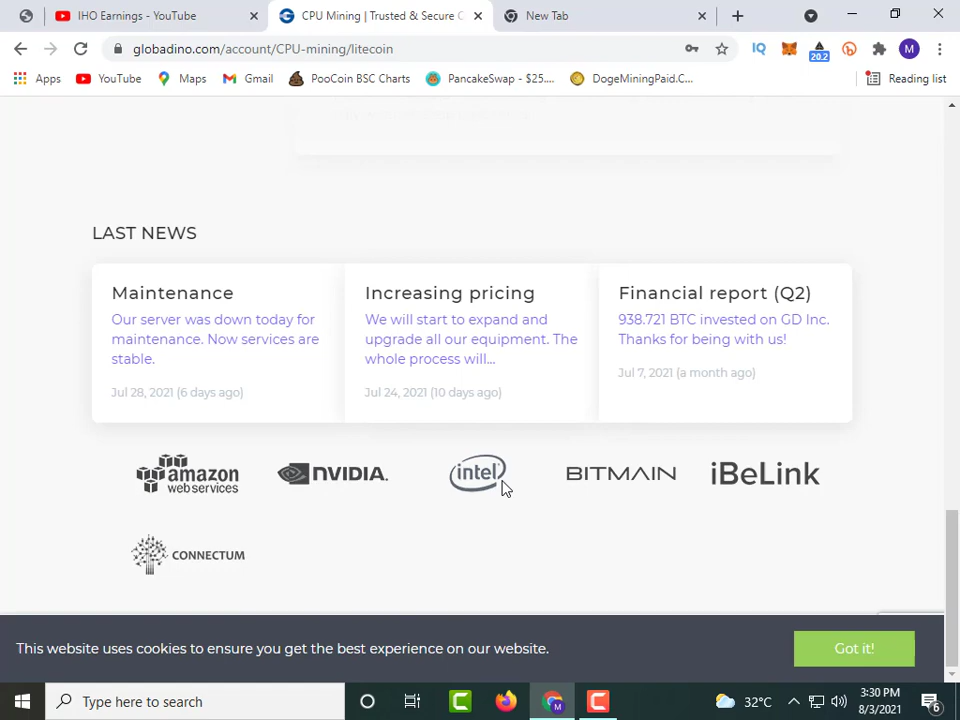 IHO Earnings - YouTube
CPU Mining | Trusted & Secure C
New Tab
globadino.com/account/CPU-mining/litecoin
20.2
M
Apps
YouTube
Maps
Gmail
PooCoin BSC Charts
PancakeSwap - $25....
DogeMiningPaid.C...
Reading list
LAST NEWS
Maintenance
Our server was down today for
maintenance. Now services are
stable.
Jul 28, 2021 (6 days ago)
Increasing pricing
We will start to expand and
upgrade all our equipment. The
whole process will...
Jul 24, 2021 (10 days ago)
Financial report (Q2)
938.721 BTC invested on GD Inc.
Thanks for being with us!
Jul 7, 2021 (a month ago)
amazon
webservices
NVIDIA.
intel
BITMAIN
iBeLink
CONNECTUM
This website uses cookies to ensure you get the best experience on our website.
Got it!
Type here to search
32°C
3:30 PM
8/3/2021
6